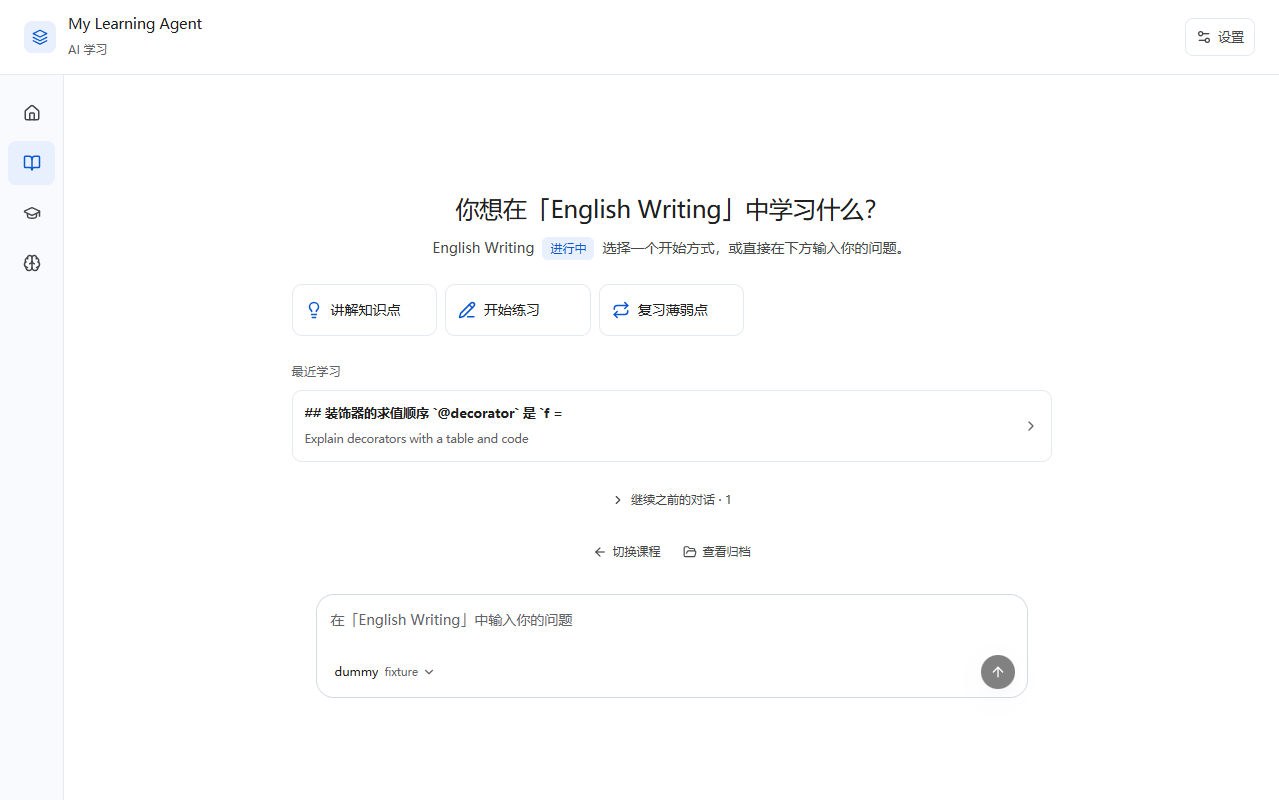 My Learning Agent
AI 学习
设置
你想在「English Writing」中学习什么？
English Writing 进行中 选择一个开始方式，或直接在下方输入你的问题。
讲解知识点 开始练习 复习薄弱点
最近学习
## 装饰器的求值顺序 `@decorator` 是 `f =
Explain decorators with a table and code
继续之前的对话 · 1
切换课程 查看归档
在「English Writing」中输入你的问题
dummy fixture